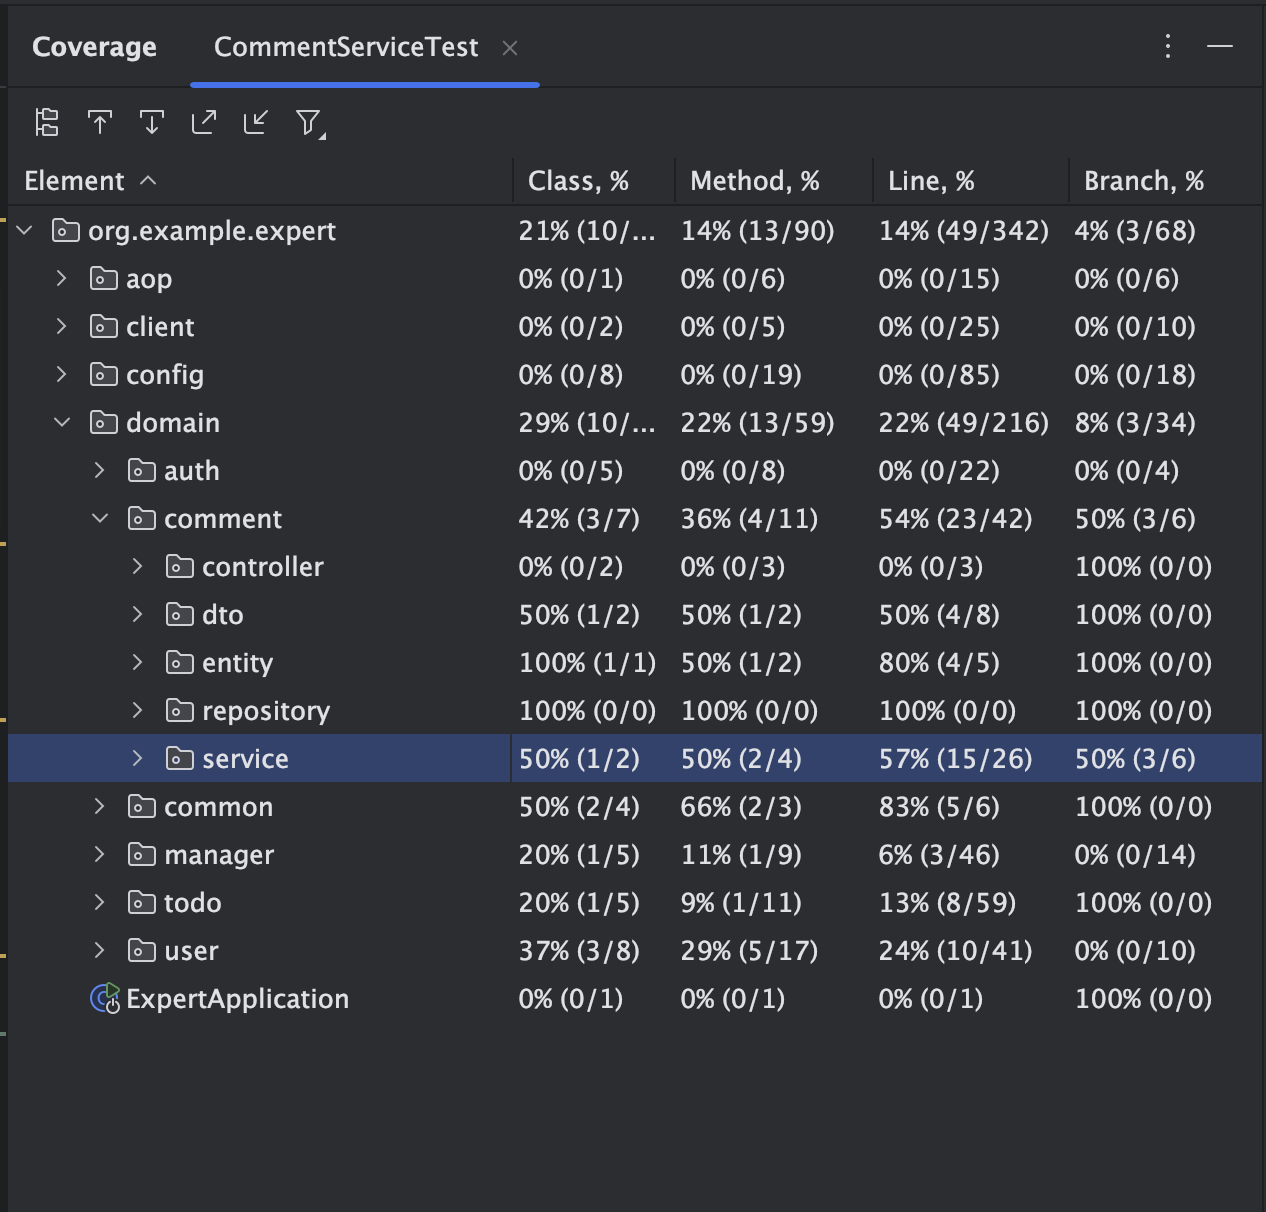 Coverage CommentServiceTest
Element Class, % Method, % Line, % Branch, %
org.example.expert 21% (10/... 14% (13/90) 14% (49/342) 4% (3/68)
aop 0% (0/1) 0% (0/6) 0% (0/15) 0% (0/6)
client 0% (0/2) 0% (0/5) 0% (0/25) 0% (0/10)
config 0% (0/8) 0% (0/19) 0% (0/85) 0% (0/18)
domain 29% (10/... 22% (13/59) 22% (49/216) 8% (3/34)
auth 0% (0/5) 0% (0/8) 0% (0/22) 0% (0/4)
comment 42% (3/7) 36% (4/11) 54% (23/42) 50% (3/6)
controller 0% (0/2) 0% (0/3) 0% (0/3) 100% (0/0)
dto 50% (1/2) 50% (1/2) 50% (4/8) 100% (0/0)
entity 100% (1/1) 50% (1/2) 80% (4/5) 100% (0/0)
repository 100% (0/0) 100% (0/0) 100% (0/0) 100% (0/0)
service 50% (1/2) 50% (2/4) 57% (15/26) 50% (3/6)
common 50% (2/4) 66% (2/3) 83% (5/6) 100% (0/0)
manager 20% (1/5) 11% (1/9) 6% (3/46) 0% (0/14)
todo 20% (1/5) 9% (1/11) 13% (8/59) 100% (0/0)
user 37% (3/8) 29% (5/17) 24% (10/41) 0% (0/10)
ExpertApplication 0% (0/1) 0% (0/1) 0% (0/1) 100% (0/0)